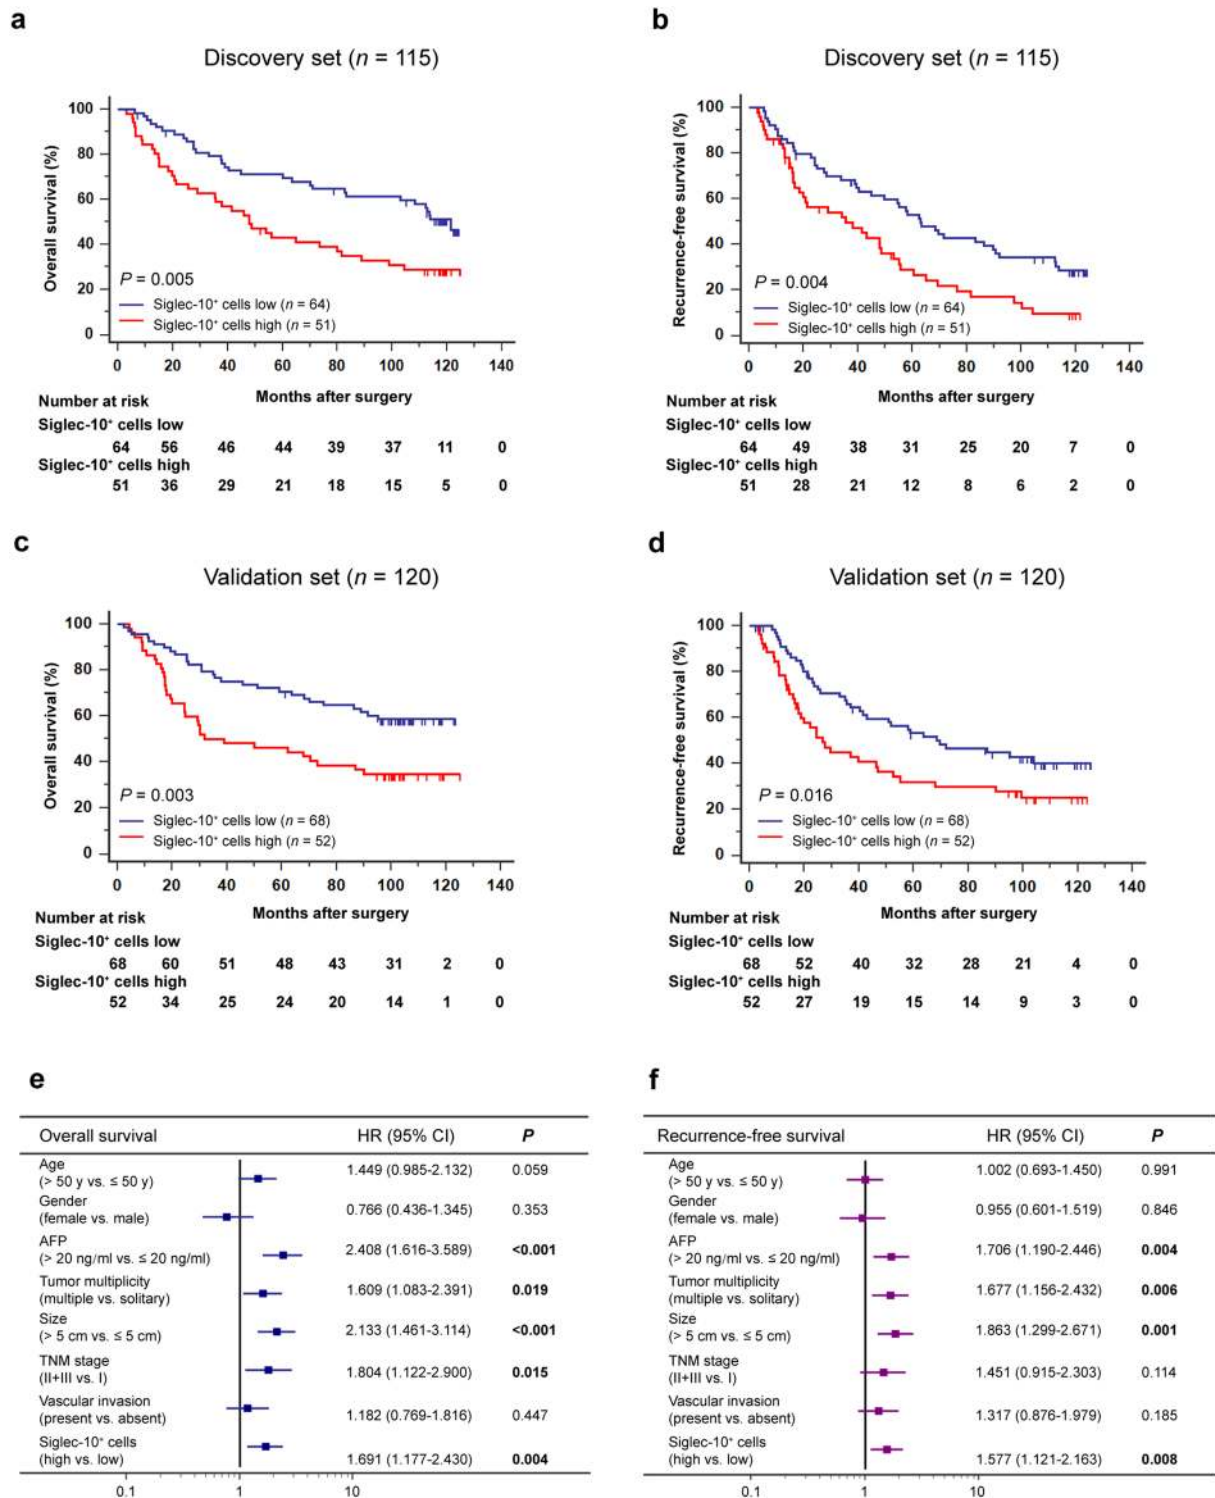 a
Discovery set (n = 115)
Overall survival (%)
100
80
60
40
20
0
P = 0.005
Siglec-10⁺ cells low (n = 64)
Siglec-10⁺ cells high (n = 51)
0 20 40 60 80 100 120 140
Months after surgery
Number at risk
Siglec-10⁺ cells low
64 56 46 44 39 37 11 0
Siglec-10⁺ cells high
51 36 29 21 18 15 5 0
b
Discovery set (n = 115)
Recurrence-free survival (%)
100
80
60
40
20
0
P = 0.004
Siglec-10⁺ cells low (n = 64)
Siglec-10⁺ cells high (n = 51)
0 20 40 60 80 100 120 140
Months after surgery
Number at risk
Siglec-10⁺ cells low
64 49 38 31 25 20 7 0
Siglec-10⁺ cells high
51 28 21 12 8 6 2 0
c
Validation set (n = 120)
Overall survival (%)
100
80
60
40
20
0
P = 0.003
Siglec-10⁺ cells low (n = 68)
Siglec-10⁺ cells high (n = 52)
0 20 40 60 80 100 120 140
Months after surgery
Number at risk
Siglec-10⁺ cells low
68 60 51 48 43 31 2 0
Siglec-10⁺ cells high
52 34 25 24 20 14 1 0
d
Validation set (n = 120)
Recurrence-free survival (%)
100
80
60
40
20
0
P = 0.016
Siglec-10⁺ cells low (n = 68)
Siglec-10⁺ cells high (n = 52)
0 20 40 60 80 100 120 140
Months after surgery
Number at risk
Siglec-10⁺ cells low
68 52 40 32 28 21 4 0
Siglec-10⁺ cells high
52 27 19 15 14 9 3 0
e
Overall survival HR (95% CI) P
Age
(> 50 y vs. ≤ 50 y) 1.449 (0.985-2.132) 0.059
Gender
(female vs. male) 0.766 (0.436-1.345) 0.353
AFP
(> 20 ng/ml vs. ≤ 20 ng/ml) 2.408 (1.616-3.589) <0.001
Tumor multiplicity
(multiple vs. solitary) 1.609 (1.083-2.391) 0.019
Size
(> 5 cm vs. ≤ 5 cm) 2.133 (1.461-3.114) <0.001
TNM stage
(II+III vs. I) 1.804 (1.122-2.900) 0.015
Vascular invasion
(present vs. absent) 1.182 (0.769-1.816) 0.447
Siglec-10⁺ cells
(high vs. low) 1.691 (1.177-2.430) 0.004
0.1 1 10
f
Recurrence-free survival HR (95% CI) P
Age
(> 50 y vs. ≤ 50 y) 1.002 (0.693-1.450) 0.991
Gender
(female vs. male) 0.955 (0.601-1.519) 0.846
AFP
(> 20 ng/ml vs. ≤ 20 ng/ml) 1.706 (1.190-2.446) 0.004
Tumor multiplicity
(multiple vs. solitary) 1.677 (1.156-2.432) 0.006
Size
(> 5 cm vs. ≤ 5 cm) 1.863 (1.299-2.671) 0.001
TNM stage
(II+III vs. I) 1.451 (0.915-2.303) 0.114
Vascular invasion
(present vs. absent) 1.317 (0.876-1.979) 0.185
Siglec-10⁺ cells
(high vs. low) 1.577 (1.121-2.163) 0.008
0.1 1 10